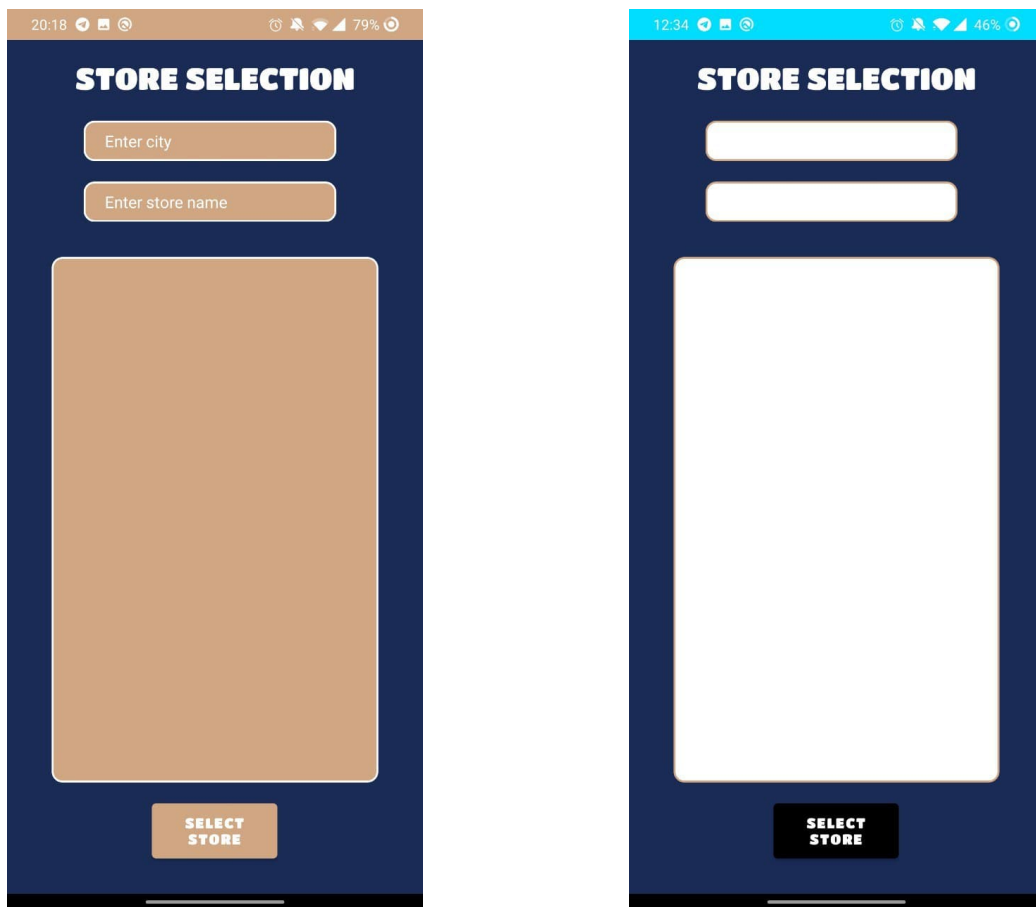 20:18 79%
STORE SELECTION
Enter city
Enter store name
SELECT
STORE
12:34 46%
STORE SELECTION
SELECT
STORE